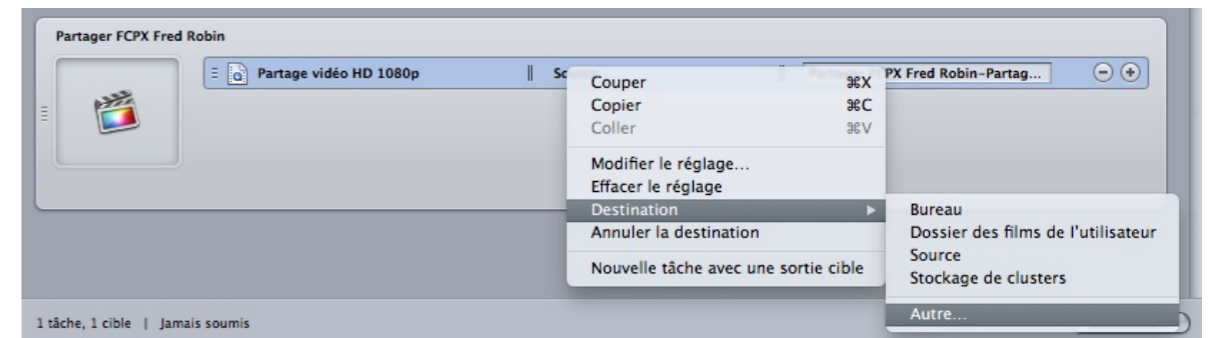 Partager FCPX Fred Robin
Partage vidéo HD 1080p
PX Fred Robin-Partag...
Couper ⌘X
Copier ⌘C
Coller ⌘V
Modifier le réglage...
Effacer le réglage
Destination
Annuler la destination
Nouvelle tâche avec une sortie cible
Bureau
Dossier des films de l'utilisateur
Source
Stockage de clusters
Autre...
1 tâche, 1 cible | Jamais soumis